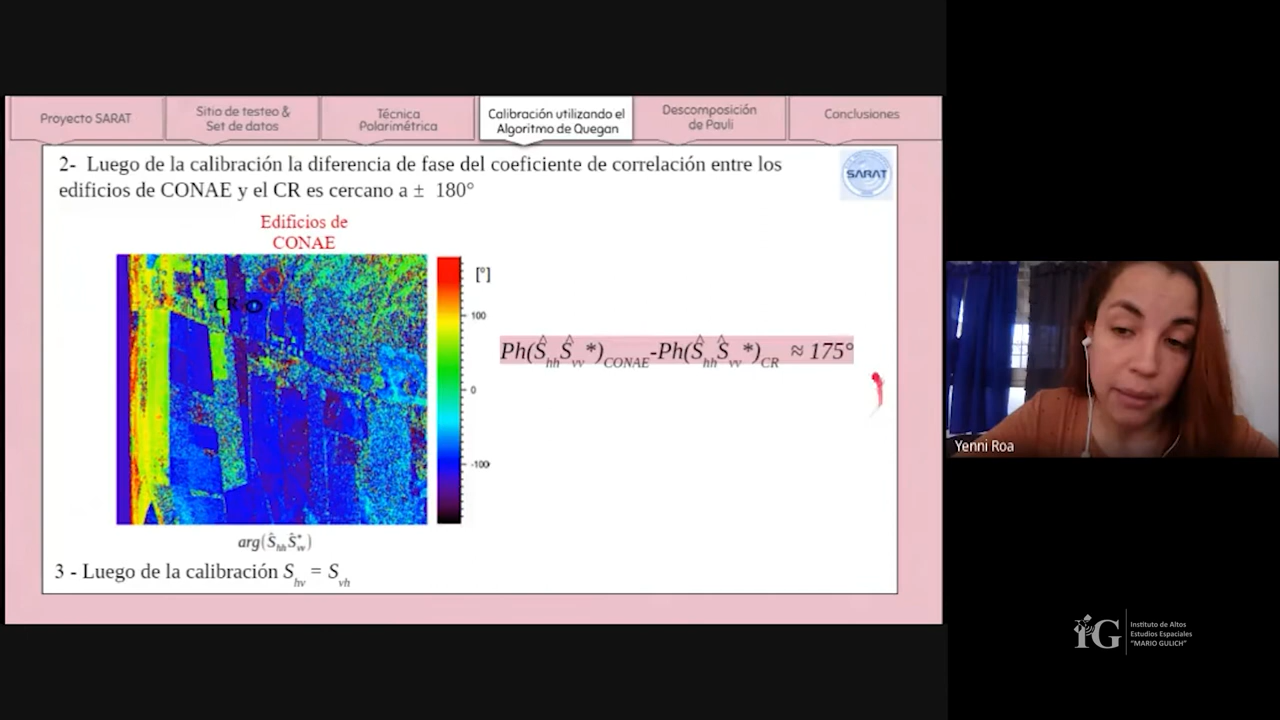 Proyecto SARAT
Sitio de testeo &
Set de datos
Técnica
Polarimétrica
Calibración utilizando el
Algoritmo de Quegan
Descomposición
de Pauli
Conclusiones
2- Luego de la calibración la diferencia de fase del coeficiente de correlación entre los
edificios de CONAE y el CR es cercano a ± 180°
SARAT
Edificios de
CONAE
CR
[°]
100
0
-100
Ph(Ŝhh Ŝvv *)CONAE-Ph(Ŝhh Ŝvv *)CR ≈ 175°
arg(Ŝhh Ŝ*vv)
3 - Luego de la calibración Shv = Svh
Yenni Roa
iG
Instituto de Altos
Estudios Espaciales
"MARIO GULICH"